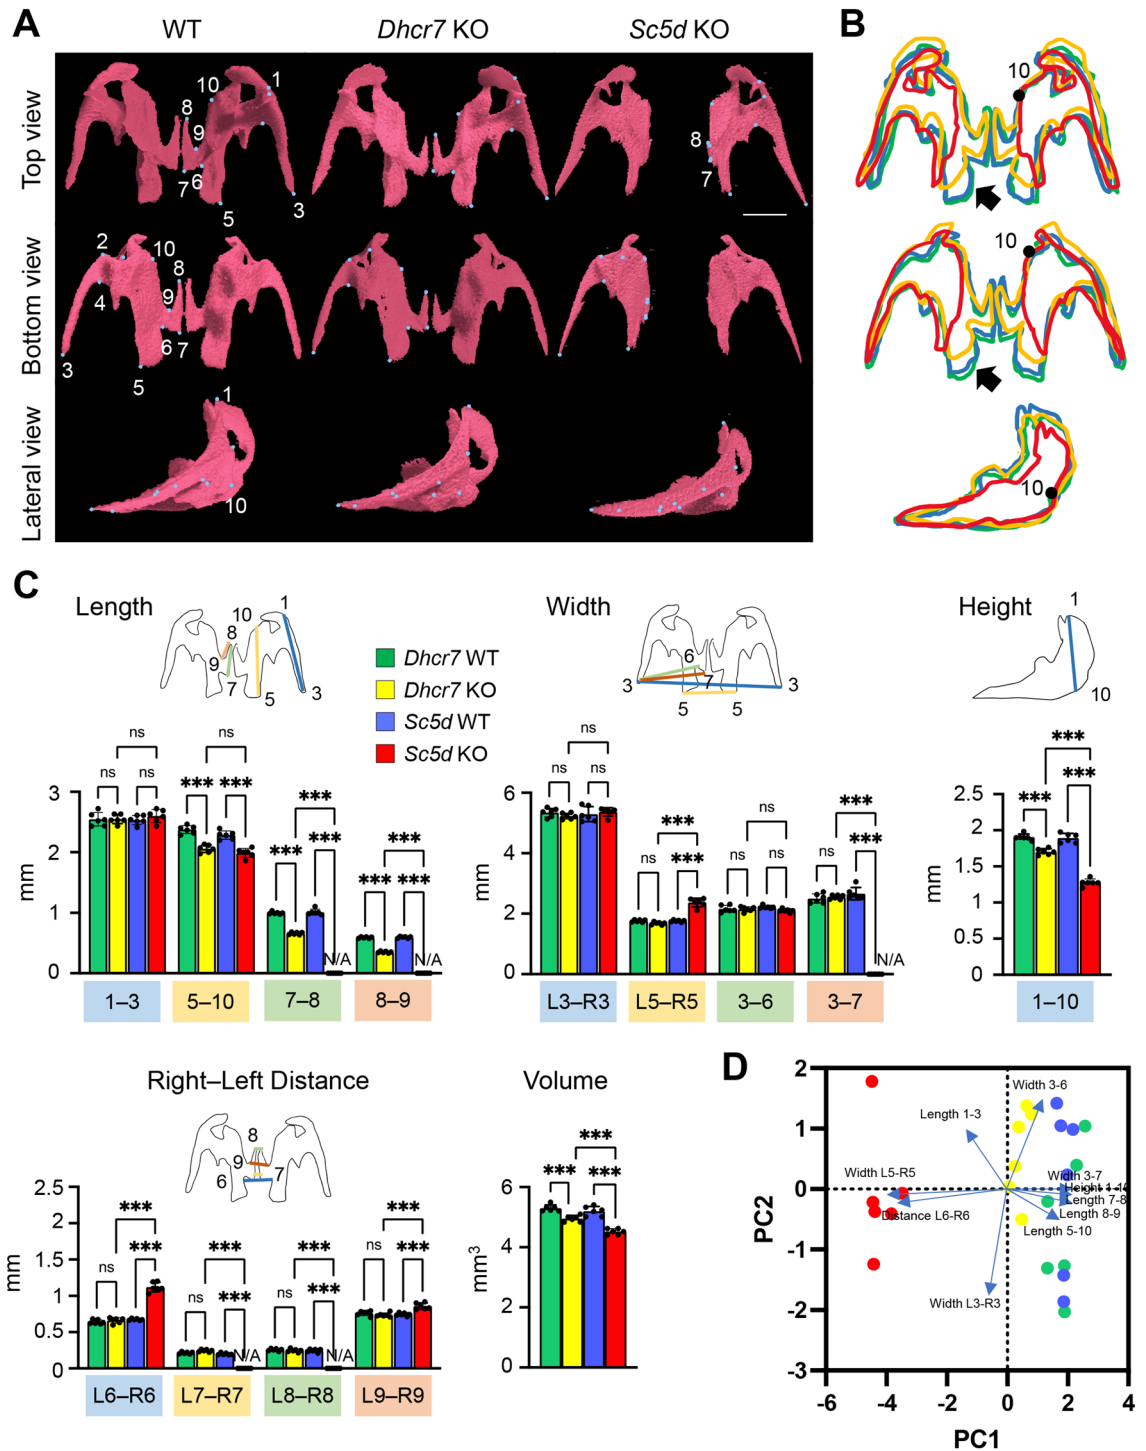 A
WT
Dhcr7 KO
Sc5d KO
B
Top view
10
1
8
9
7
6
5
3
8
7
10
Bottom view
2
10
8
4
9
6
7
3
5
10
Lateral view
1
10
10
C
Length
10
1
8
9
7
5
3
Dhcr7 WT
Dhcr7 KO
Sc5d WT
Sc5d KO
Width
6
3
7
3
5
5
Height
1
10
mm
3
2
1
0
ns
ns
ns
ns
***
***
***
***
***
***
***
***
N/A
N/A
1–3
5–10
7–8
8–9
mm
6
4
2
0
ns
ns
ns
ns
***
***
ns
ns
ns
ns
***
***
N/A
L3–R3
L5–R5
3–6
3–7
mm
2.5
2
1.5
1
0.5
0
***
***
***
1–10
Right–Left Distance
8
9
6
7
mm
2.5
2
1.5
1
0.5
0
ns
***
***
ns
***
***
N/A
ns
***
***
N/A
ns
***
***
L6–R6
L7–R7
L8–R8
L9–R9
Volume
mm³
6
4
2
0
***
***
***
D
PC2
2
1
0
-1
-2
-3
Width 3-6
Length 1-3
Width L5-R5
Width 3-7
Height 1-10
Length 7-8
Distance L6-R6
Length 8-9
Length 5-10
Width L3-R3
-6
-4
-2
0
2
4
PC1